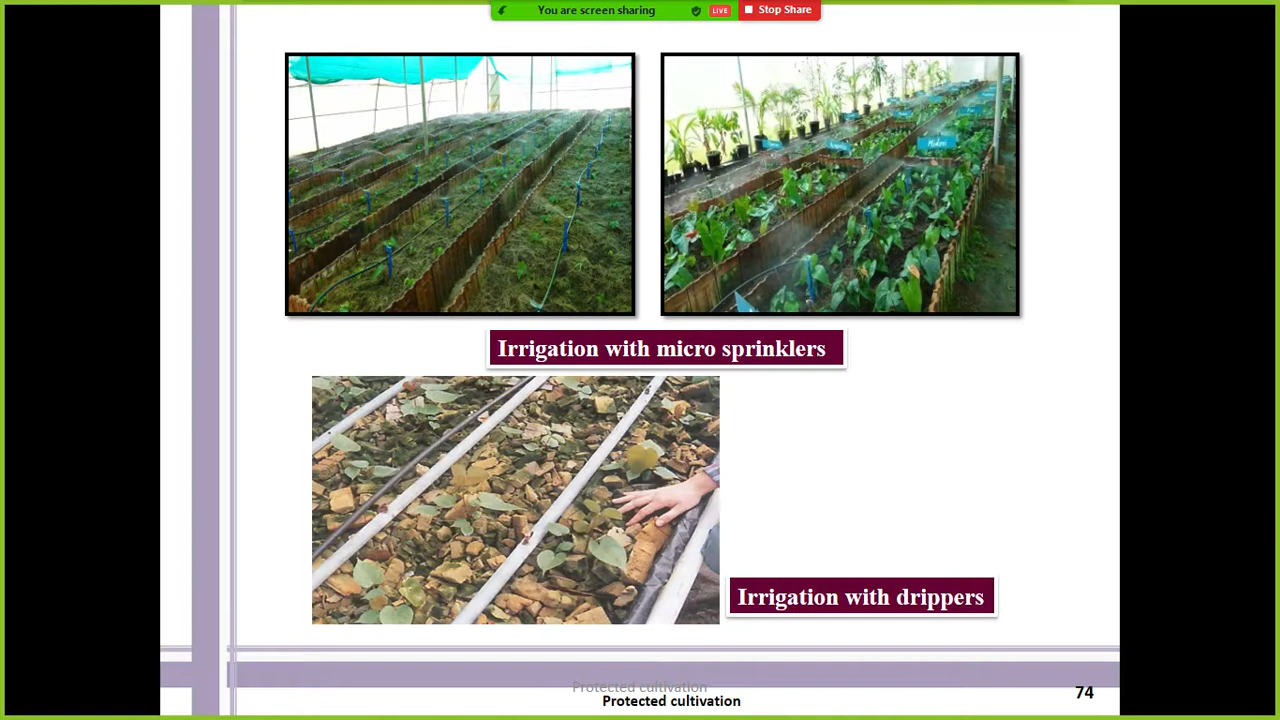 You are screen sharing
LIVE
Stop Share
Irrigation with micro sprinklers
Irrigation with drippers
Protected cultivation
Protected cultivation
74